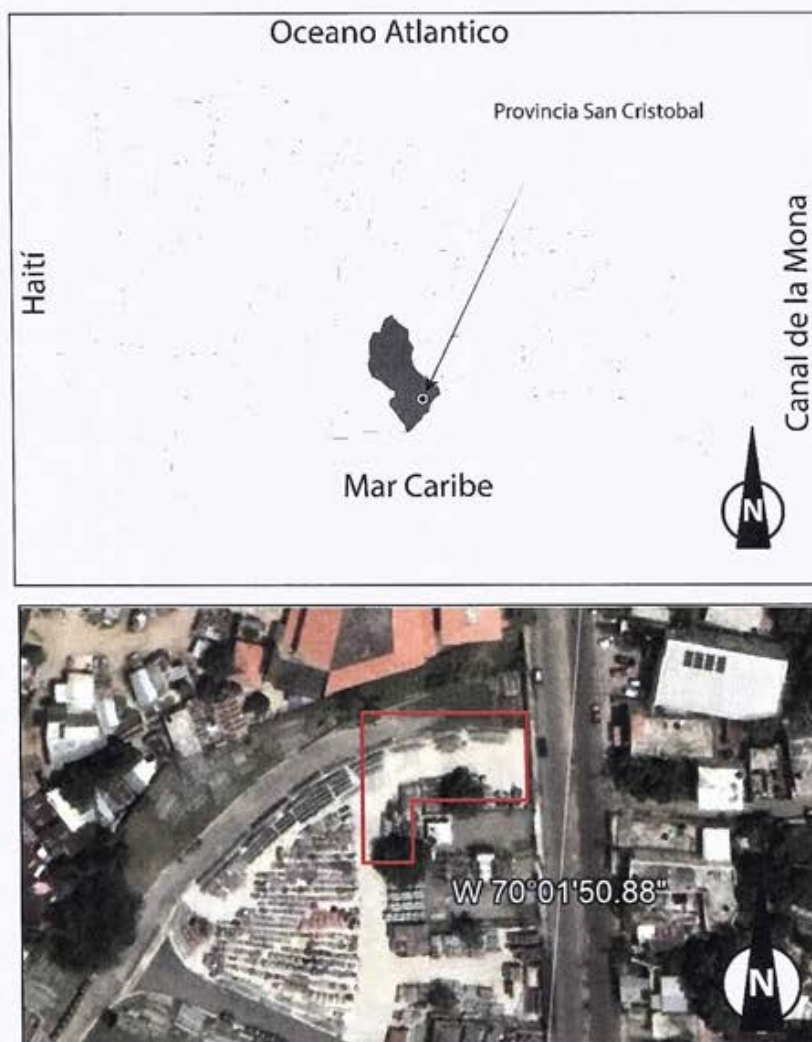 Oceano Atlantico
Provincia San Cristobal
Haití
Canal de la Mona
Mar Caribe
N
W 70°01'50.88"
N